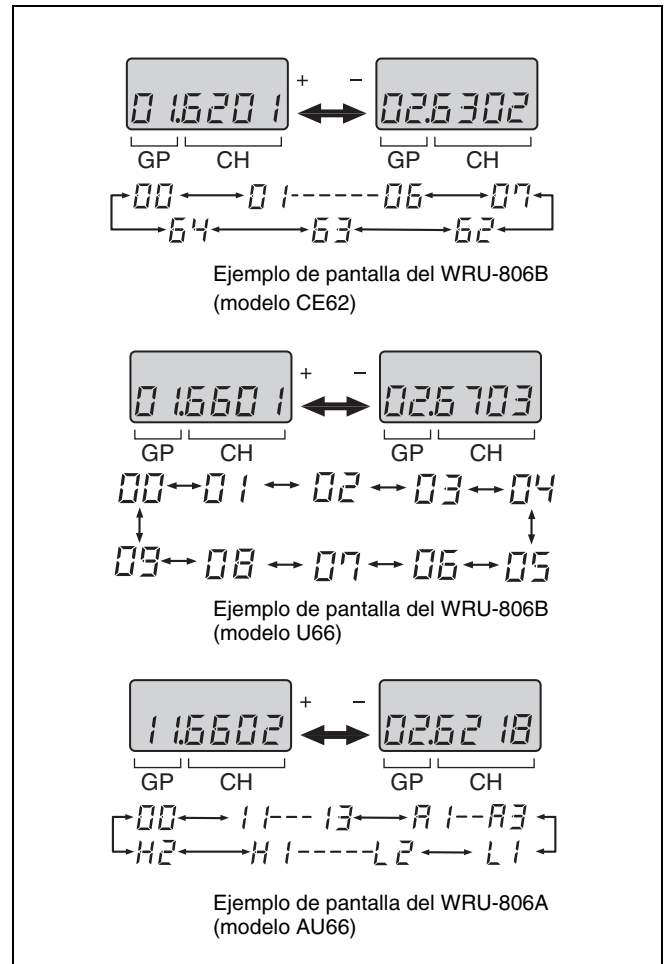 01.6201 + − 02.6302
GP CH GP CH
00 01 06 07
64 63 62
Ejemplo de pantalla del WRU-806B
(modelo CE62)
01.6601 + − 02.6703
GP CH GP CH
00 01 02 03 04
09 08 07 06 05
Ejemplo de pantalla del WRU-806B
(modelo U66)
11.6602 + − 02.6218
GP CH GP CH
00 11 13 A1 A3
H2 H1 L2 L1
Ejemplo de pantalla del WRU-806A
(modelo AU66)